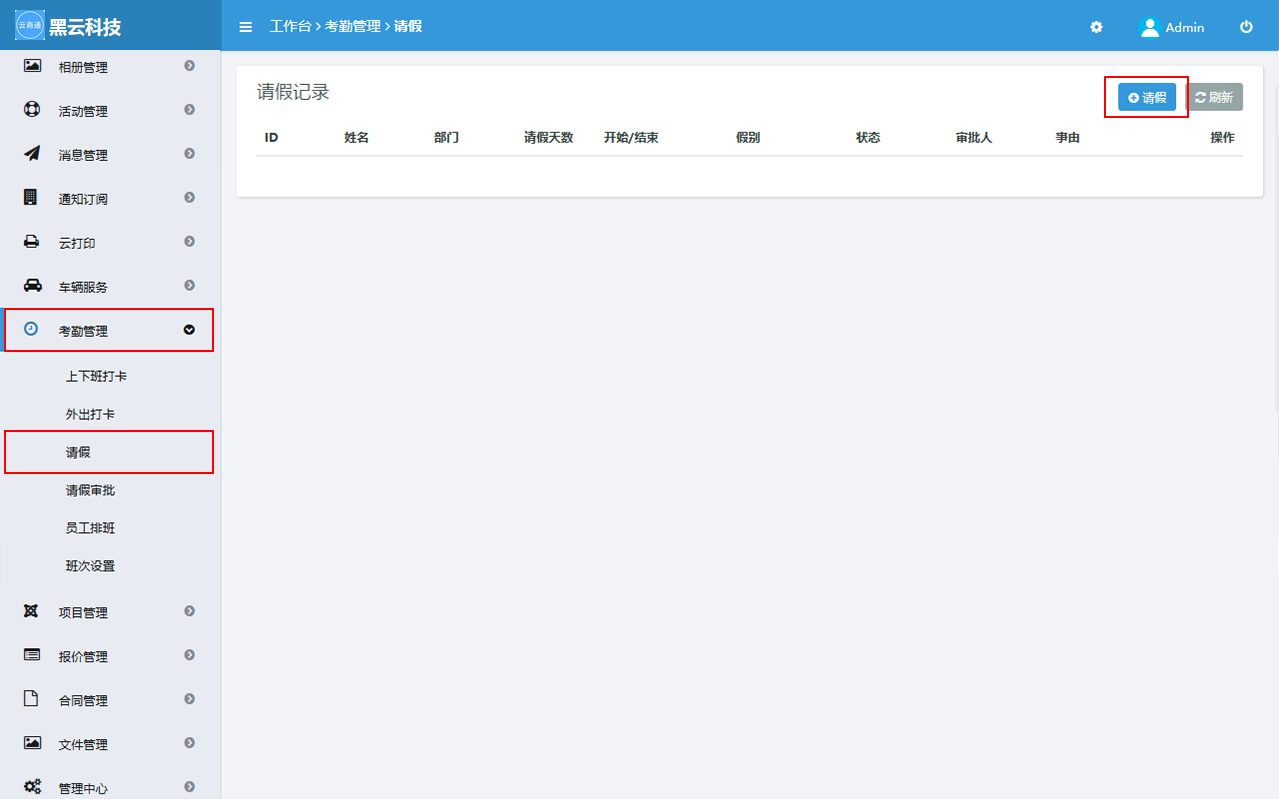 云商通 黑云科技
工作台 > 考勤管理 > 请假
Admin
相册管理
活动管理
消息管理
通知订阅
云打印
车辆服务
考勤管理
上下班打卡
外出打卡
请假
请假审批
员工排班
班次设置
项目管理
报价管理
合同管理
文件管理
管理中心
请假记录
请假 刷新
ID 姓名 部门 请假天数 开始/结束 假别 状态 审批人 事由 操作